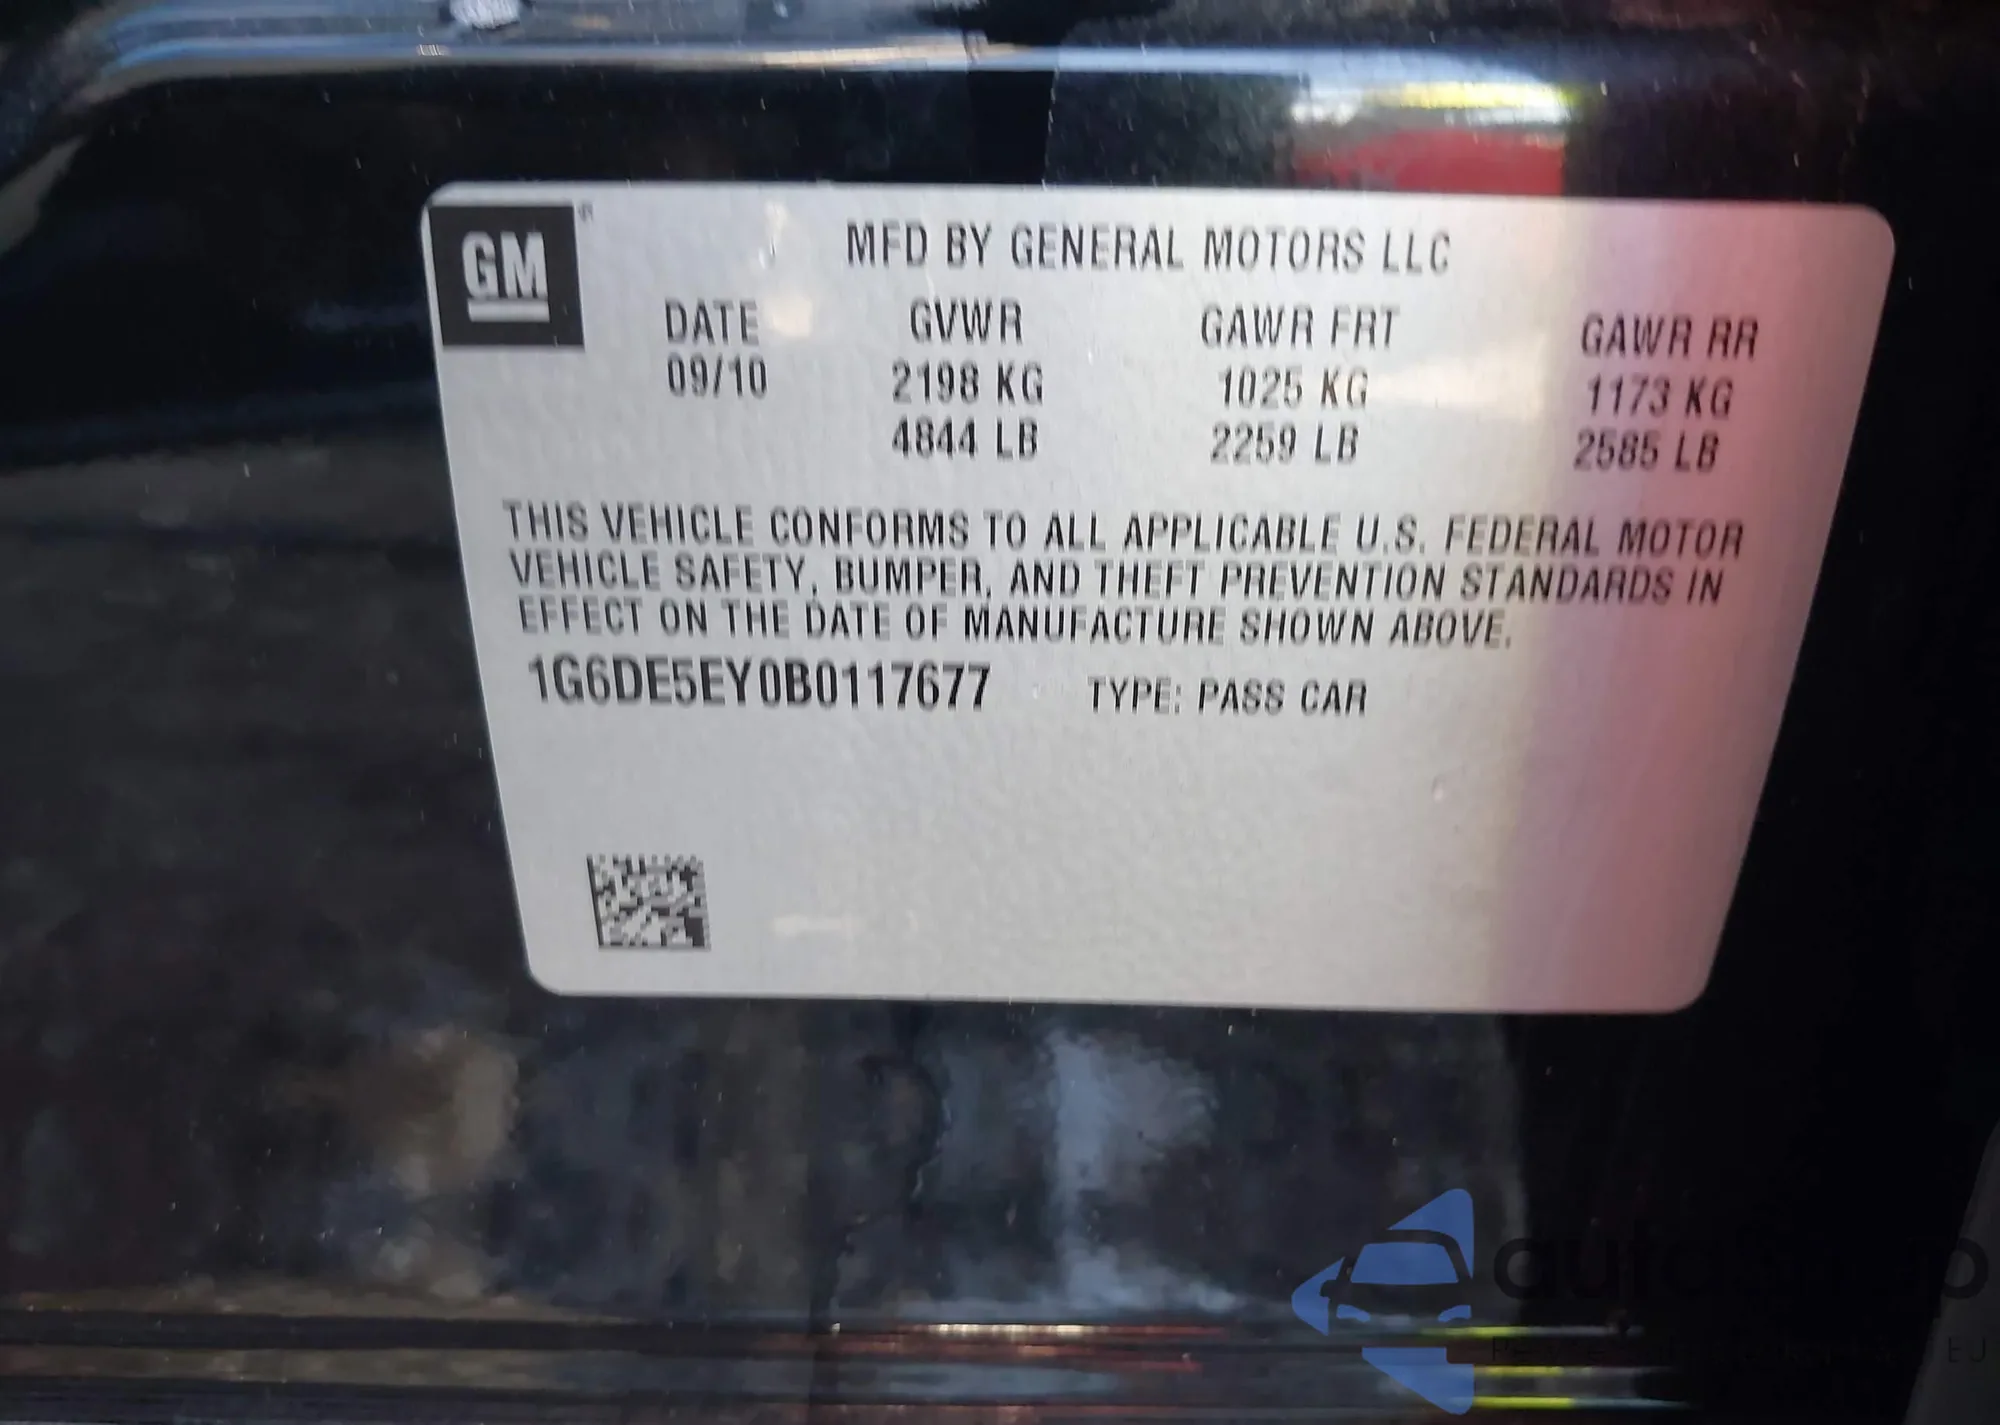 GM
MFD BY GENERAL MOTORS LLC
DATE GVWR GAWR FRT GAWR RR
09/10 2198 KG 1025 KG 1173 KG
4844 LB 2259 LB 2585 LB
THIS VEHICLE CONFORMS TO ALL APPLICABLE U.S. FEDERAL MOTOR
VEHICLE SAFETY, BUMPER, AND THEFT PREVENTION STANDARDS IN
EFFECT ON THE DATE OF MANUFACTURE SHOWN ABOVE.
1G6DE5EY0B0117677 TYPE: PASS CAR
EU